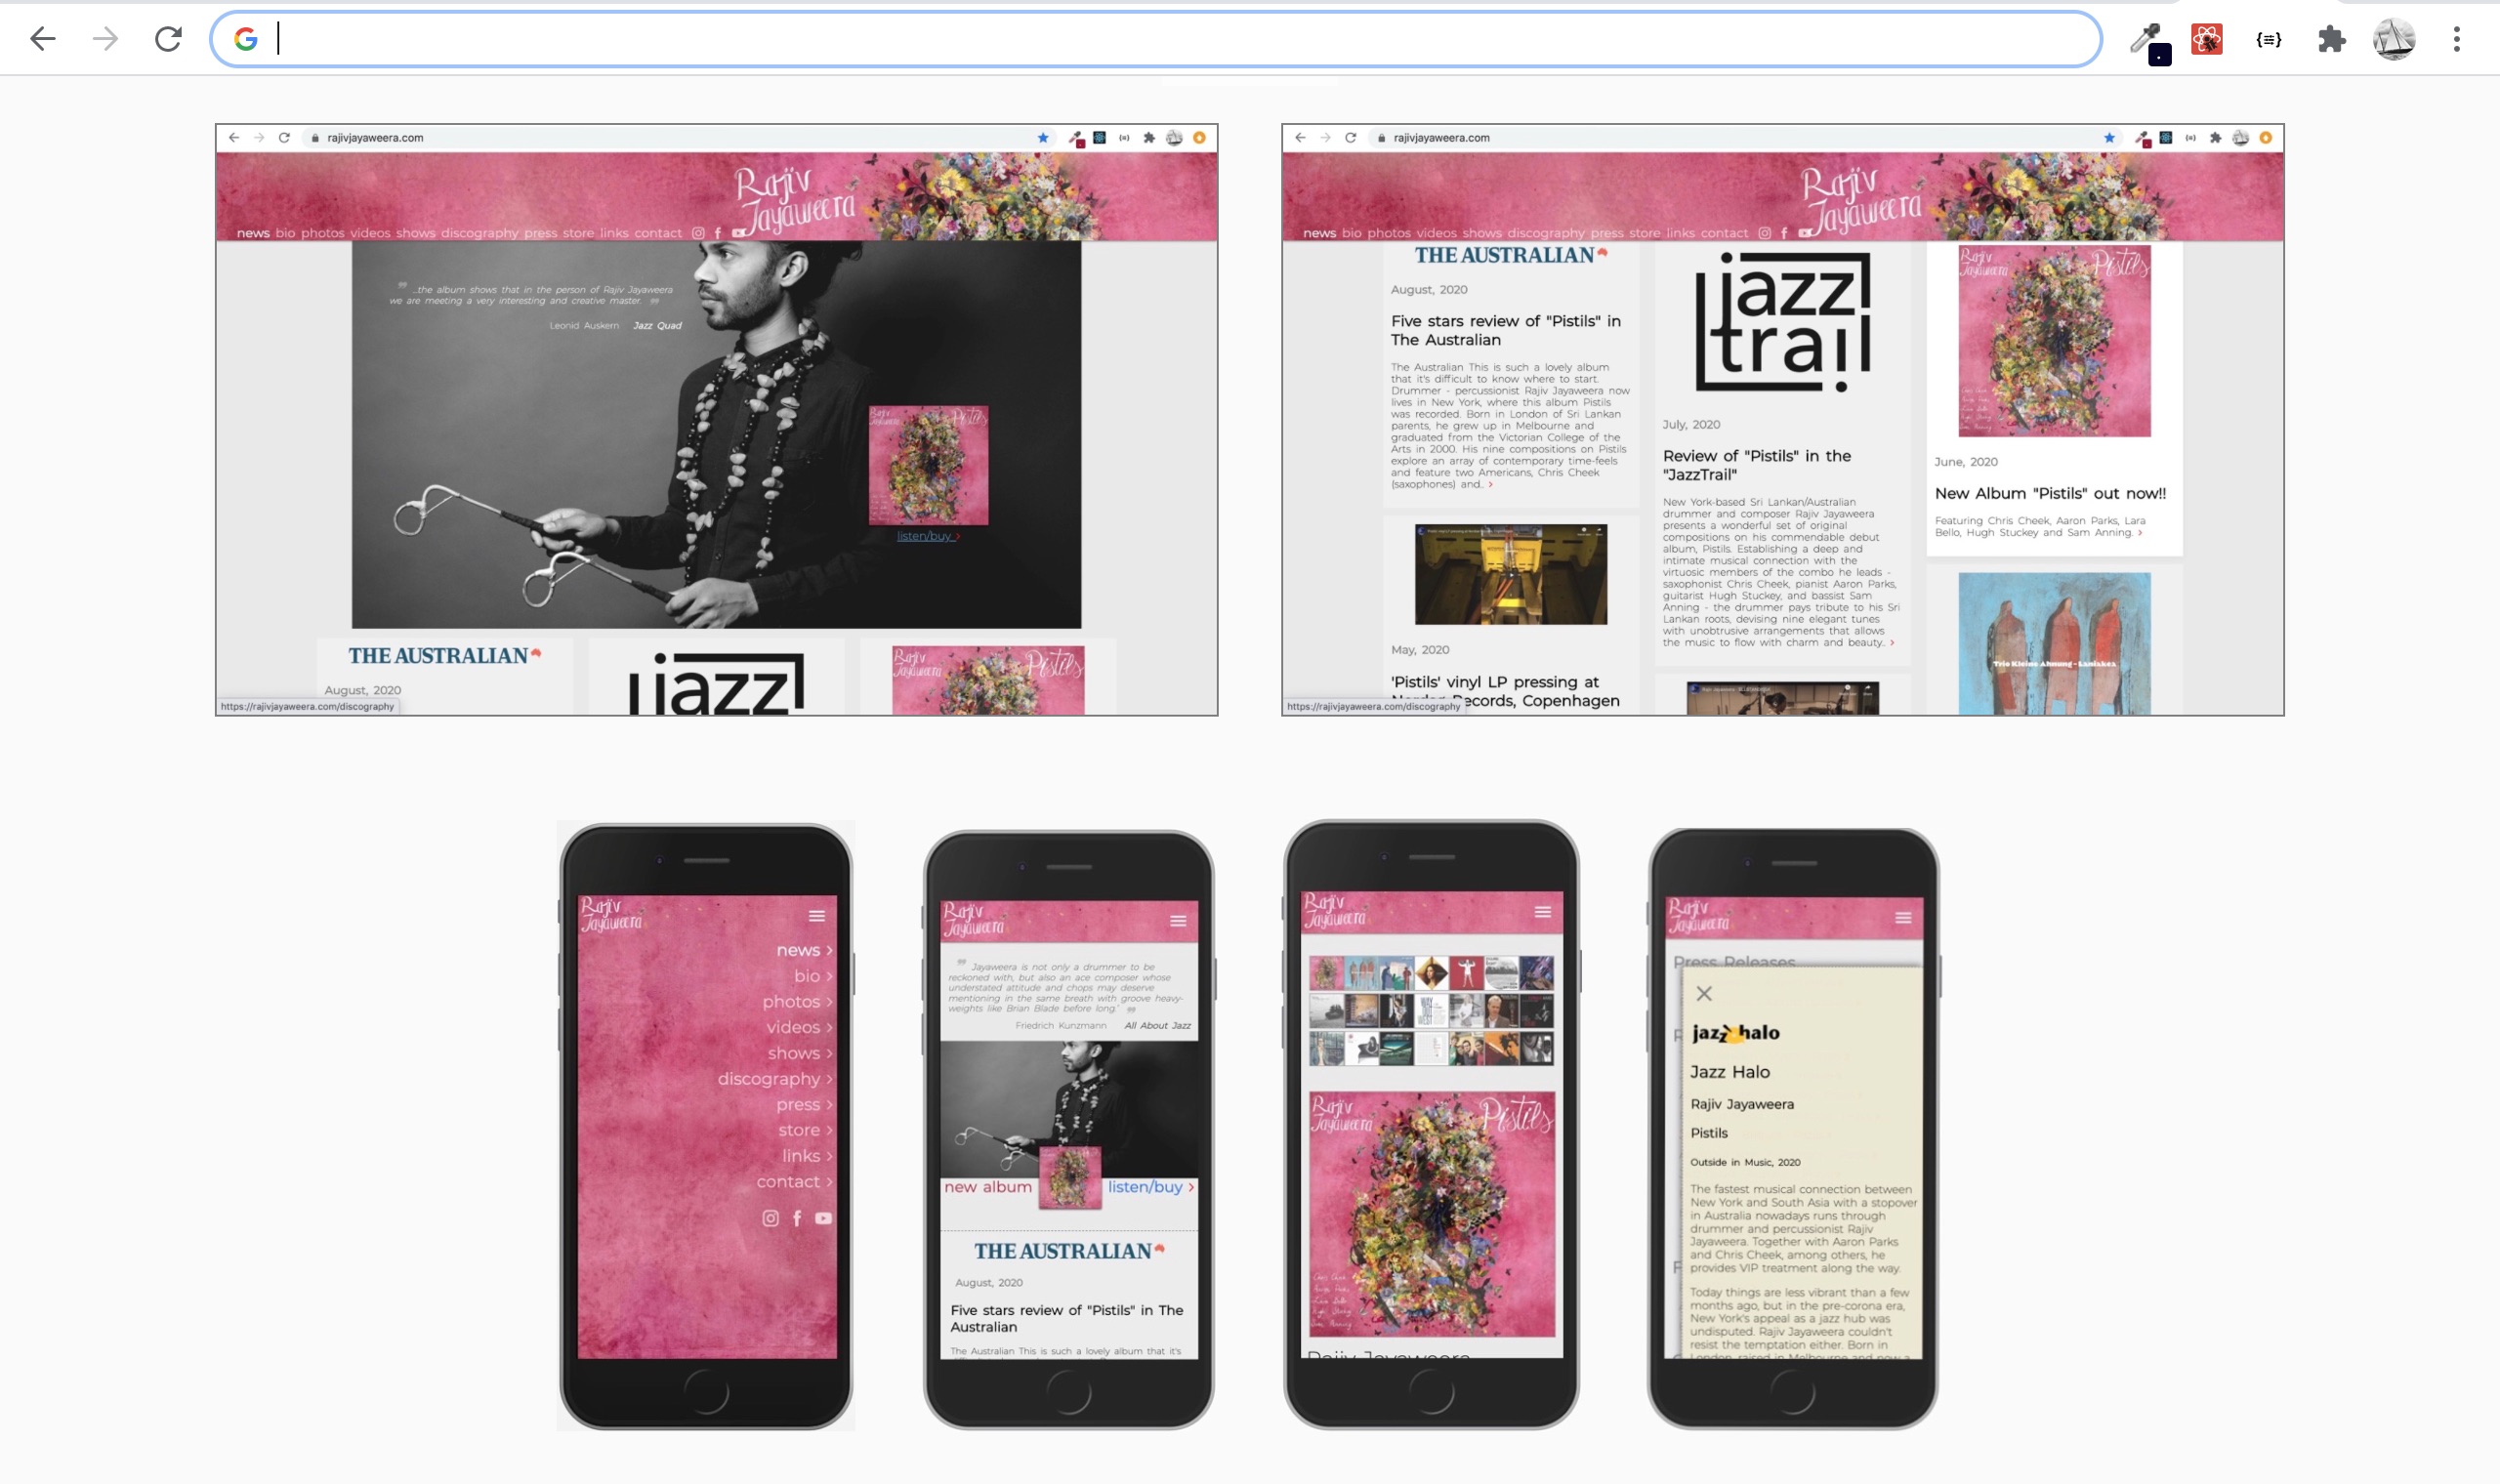 rajivjayaweera.com
Rajiv
Jayaweera
news bio photos videos shows discography press store links contact
" ...the album shows that in the person of Rajiv Jayaweera
we are meeting a very interesting and creative master. "
Leonid Auskern Jazz Quad
Rajiv
Jayaweera
Pistils
listen/buy >
THE AUSTRALIAN
August, 2020
jazz
Rajiv
Jayaweera
Pistils
https://rajivjayaweera.com/discography
rajivjayaweera.com
Rajiv
Jayaweera
news bio photos videos shows discography press store links contact
THE AUSTRALIAN
August, 2020
Five stars review of "Pistils" in
The Australian
The Australian This is such a lovely album
that it's difficult to know where to start.
Drummer - percussionist Rajiv Jayaweera now
lives in New York, where this album Pistils
was recorded. Born in London of Sri Lankan
parents, he grew up in Melbourne and
graduated from the Victorian College of the
Arts in 2000. His nine compositions on Pistils
explore an array of contemporary time-feels
and feature two Americans, Chris Cheek
(saxophones) and.. >
May, 2020
'Pistils' vinyl LP pressing at
Records, Copenhagen
https://rajivjayaweera.com/discography
jazz
trail
July, 2020
Review of "Pistils" in the
"JazzTrail"
New York-based Sri Lankan/Australian
drummer and composer Rajiv Jayaweera
presents a wonderful set of original
compositions on his commendable debut
album, Pistils. Establishing a deep and
intimate musical connection with the
virtuosic members of the combo he leads -
saxophonist Chris Cheek, pianist Aaron Parks,
guitarist Hugh Stuckey, and bassist Sam
Anning - the drummer pays tribute to his Sri
Lankan roots, devising nine elegant tunes
with unobtrusive arrangements that allows
the music to flow with charm and beauty.. >
Rajiv
Jayaweera
Pistils
June, 2020
New Album "Pistils" out now!!
Featuring Chris Cheek, Aaron Parks, Lara
Bello, Hugh Stuckey and Sam Anning. >
Trio Kleine Ahnung - Laniakea
Rajiv
Jayaweera
news >
bio >
photos >
videos >
shows >
discography >
press >
store >
links >
contact >
Rajiv
Jayaweera
" Jayaweera is not only a drummer to be
reckoned with, but also an ace composer whose
understated attitude and chops may deserve
mentioning in the same breath with groove heavy-
weights like Brian Blade before long.' "
Friedrich Kunzmann All About Jazz
new album listen/buy >
THE AUSTRALIAN
August, 2020
Five stars review of "Pistils" in The
Australian
The Australian This is such a lovely album that it's
Rajiv
Jayaweera
Rajiv
Jayaweera
Pistils
Chris Cheek
Aaron Parks
Lara Bello
Hugh Stuckey
Sam Anning
Rajiv Jayaweera
Rajiv
Jayaweera
Press Releases
jazz halo
Jazz Halo
Rajiv Jayaweera
Pistils
Outside in Music, 2020
The fastest musical connection between
New York and South Asia with a stopover
in Australia nowadays runs through
drummer and percussionist Rajiv
Jayaweera. Together with Aaron Parks
and Chris Cheek, among others, he
provides VIP treatment along the way.
Today things are less vibrant than a few
months ago, but in the pre-corona era,
New York's appeal as a jazz hub was
undisputed. Rajiv Jayaweera couldn't
resist the temptation either. Born in
London, raised in Melbourne and now a